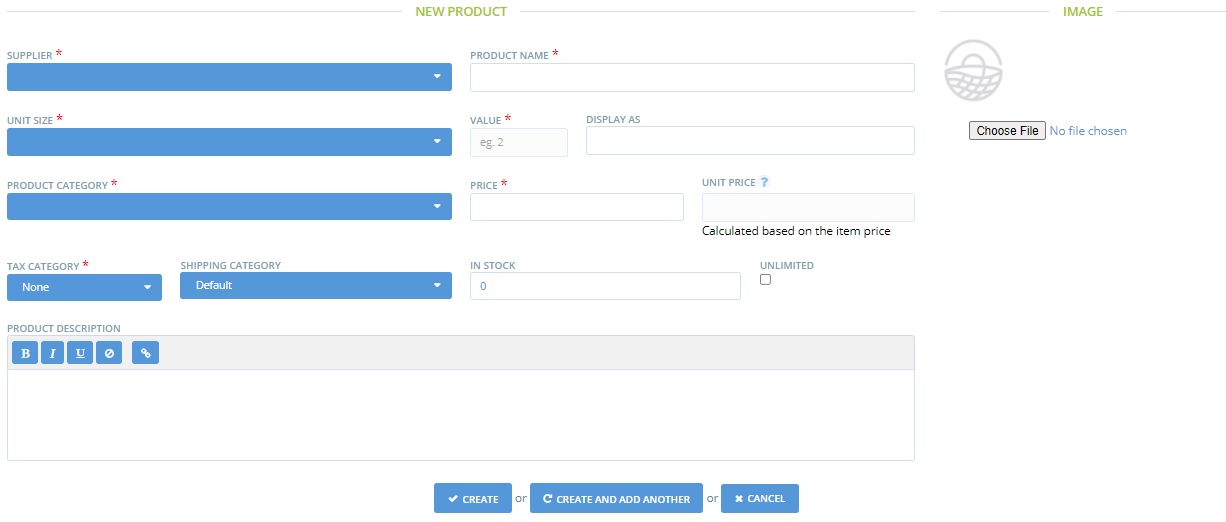 NEW PRODUCT
IMAGE
SUPPLIER *
PRODUCT NAME *
UNIT SIZE *
VALUE *
eg. 2
DISPLAY AS
Choose File No file chosen
PRODUCT CATEGORY *
PRICE *
UNIT PRICE ?
Calculated based on the item price
TAX CATEGORY *
None
SHIPPING CATEGORY
Default
IN STOCK
0
UNLIMITED
PRODUCT DESCRIPTION
B I U
CREATE or CREATE AND ADD ANOTHER or CANCEL